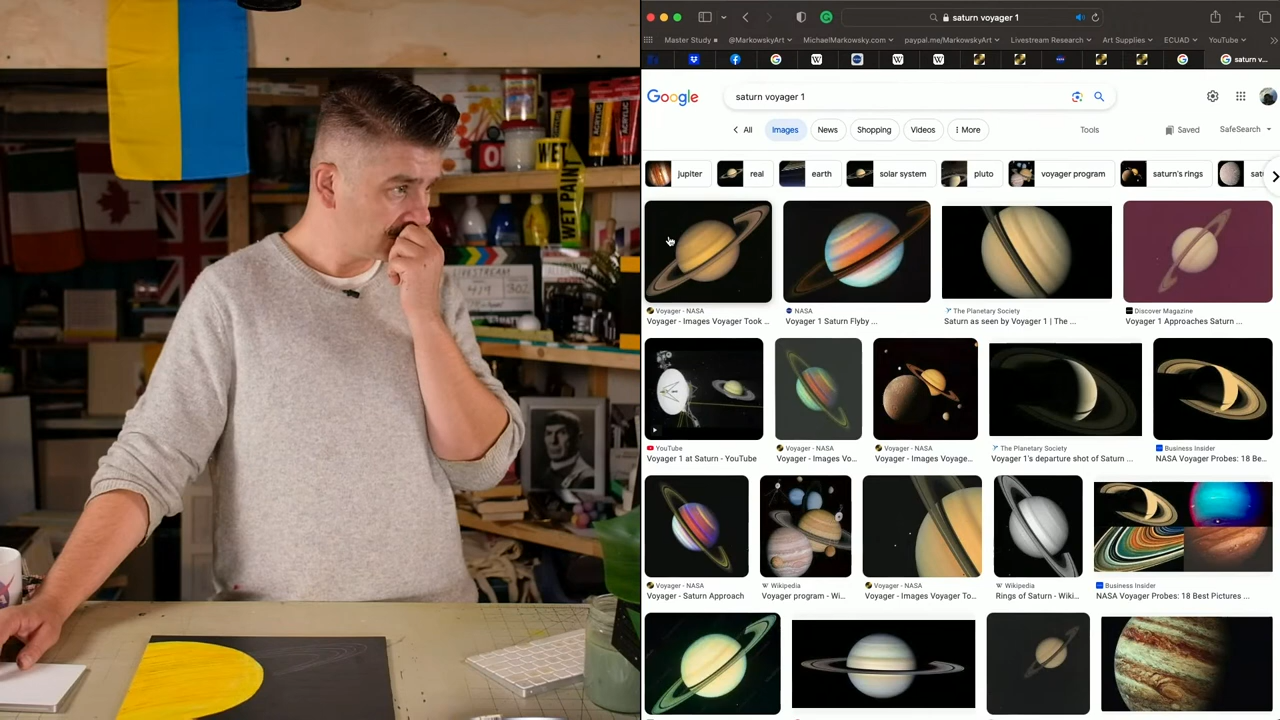 WET
WET PAINT
ACRYLIC
ACRYLIC
LIVESTREAM
saturn voyager 1
Master Study
@MarkowskyArt
MichaelMarkowsky.com
paypal.me/MarkowskyArt
Livestream Research
Art Supplies
ECUAD
YouTube
saturn v...
Google
saturn voyager 1
All
Images
News
Shopping
Videos
More
Tools
Saved
SafeSearch
jupiter
real
earth
solar system
pluto
voyager program
saturn's rings
Voyager - NASA
Voyager - Images Voyager Took ...
NASA
Voyager 1 Saturn Flyby ...
The Planetary Society
Saturn as seen by Voyager 1 | The ...
Discover Magazine
Voyager 1 Approaches Saturn ...
YouTube
Voyager 1 at Saturn - YouTube
Voyager - NASA
Voyager - Images Vo...
Voyager - NASA
Voyager - Images Voyage...
The Planetary Society
Voyager 1's departure shot of Saturn ...
Business Insider
NASA Voyager Probes: 18 Be...
Voyager - NASA
Voyager - Saturn Approach
Wikipedia
Voyager program - Wi...
Voyager - NASA
Voyager - Images Voyager To...
Wikipedia
Rings of Saturn - Wiki...
Business Insider
NASA Voyager Probes: 18 Best Pictures ...